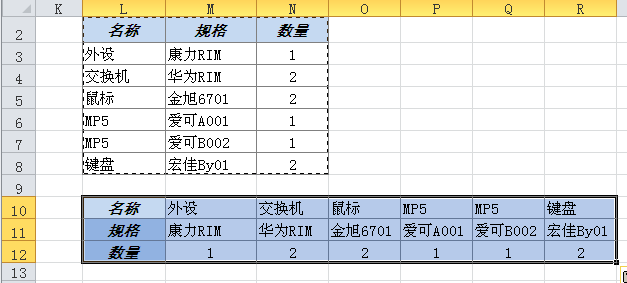 K L M N O P Q R
2 名称 规格 数量
3 外设 康力RIM 1
4 交换机 华为RIM 2
5 鼠标 金旭6701 2
6 MP5 爱可A001 1
7 MP5 爱可B002 1
8 键盘 宏佳By01 2
9
10 名称 外设 交换机 鼠标 MP5 MP5 键盘
11 规格 康力RIM 华为RIM 金旭6701 爱可A001 爱可B002 宏佳By01
12 数量 1 2 2 1 1 2
13